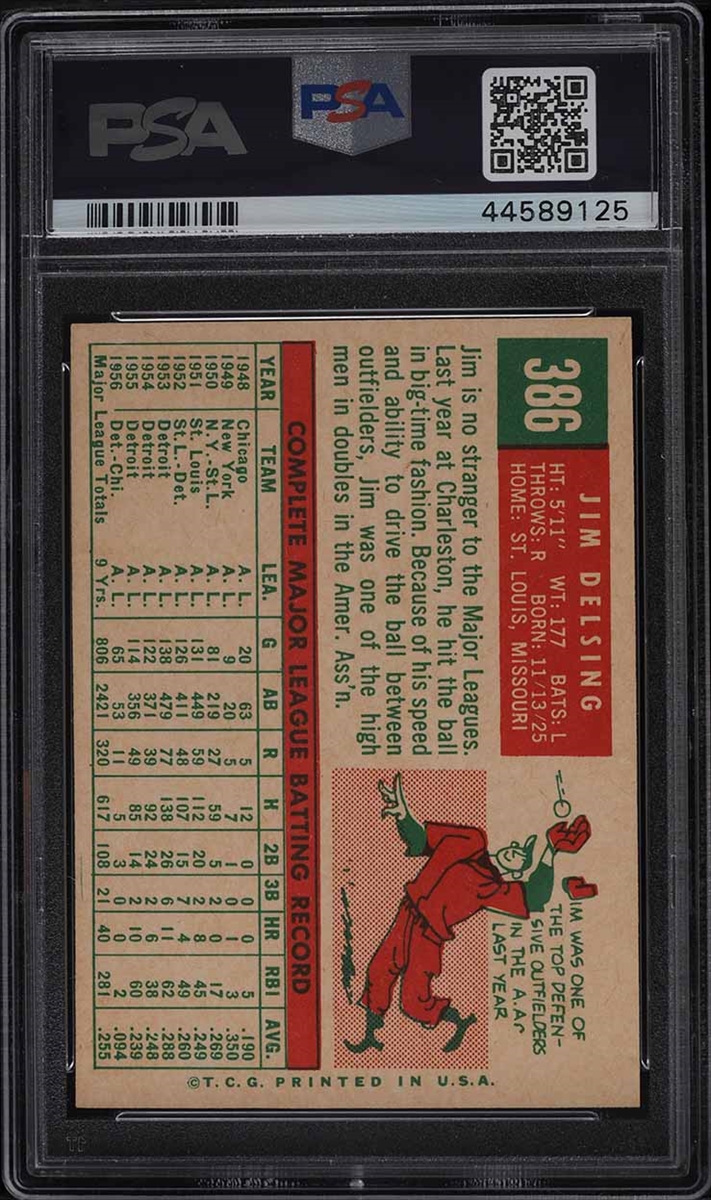 PSA
PSA
44589125
386
JIM DELSING
HT: 5'11" WT: 177 BATS: L
THROWS: R BORN: 11/13/25
HOME: ST. LOUIS, MISSOURI
Jim is no stranger to the Major Leagues.
Last year at Charleston, he hit the ball
in big-time fashion. Because of his speed
and ability to drive the ball between
outfielders, Jim was one of the high
men in doubles in the Amer. Ass'n.
JIM WAS ONE OF
THE TOP DEFEN-
SIVE OUTFIELDERS
IN THE A.A.
LAST YEAR
COMPLETE MAJOR LEAGUE BATTING RECORD
YEAR TEAM LEA. G AB R H 2B 3B HR RBI AVG.
1948 Chicago A. L. 20 63 5 12 0 0 0 5 .190
1949 New York A. L. 9 20 5 7 1 0 1 3 .350
1950 N.Y.-St.L. A. L. 81 219 27 59 5 2 0 17 .269
1951 St. Louis A. L. 131 449 59 112 20 2 8 45 .249
1952 St. L.-Det. A. L. 126 411 48 107 15 7 4 49 .260
1953 Detroit A. L. 138 479 77 138 26 6 11 62 .288
1954 Detroit A. L. 122 371 39 92 24 2 6 38 .248
1955 Detroit A. L. 114 356 49 85 14 2 10 60 .239
1956 Det.-Chi. A. L. 65 53 11 5 3 0 0 2 .094
Major League Totals 9 Yrs. 806 2421 320 617 108 21 40 281 .255
©T.C.G. PRINTED IN U.S.A.